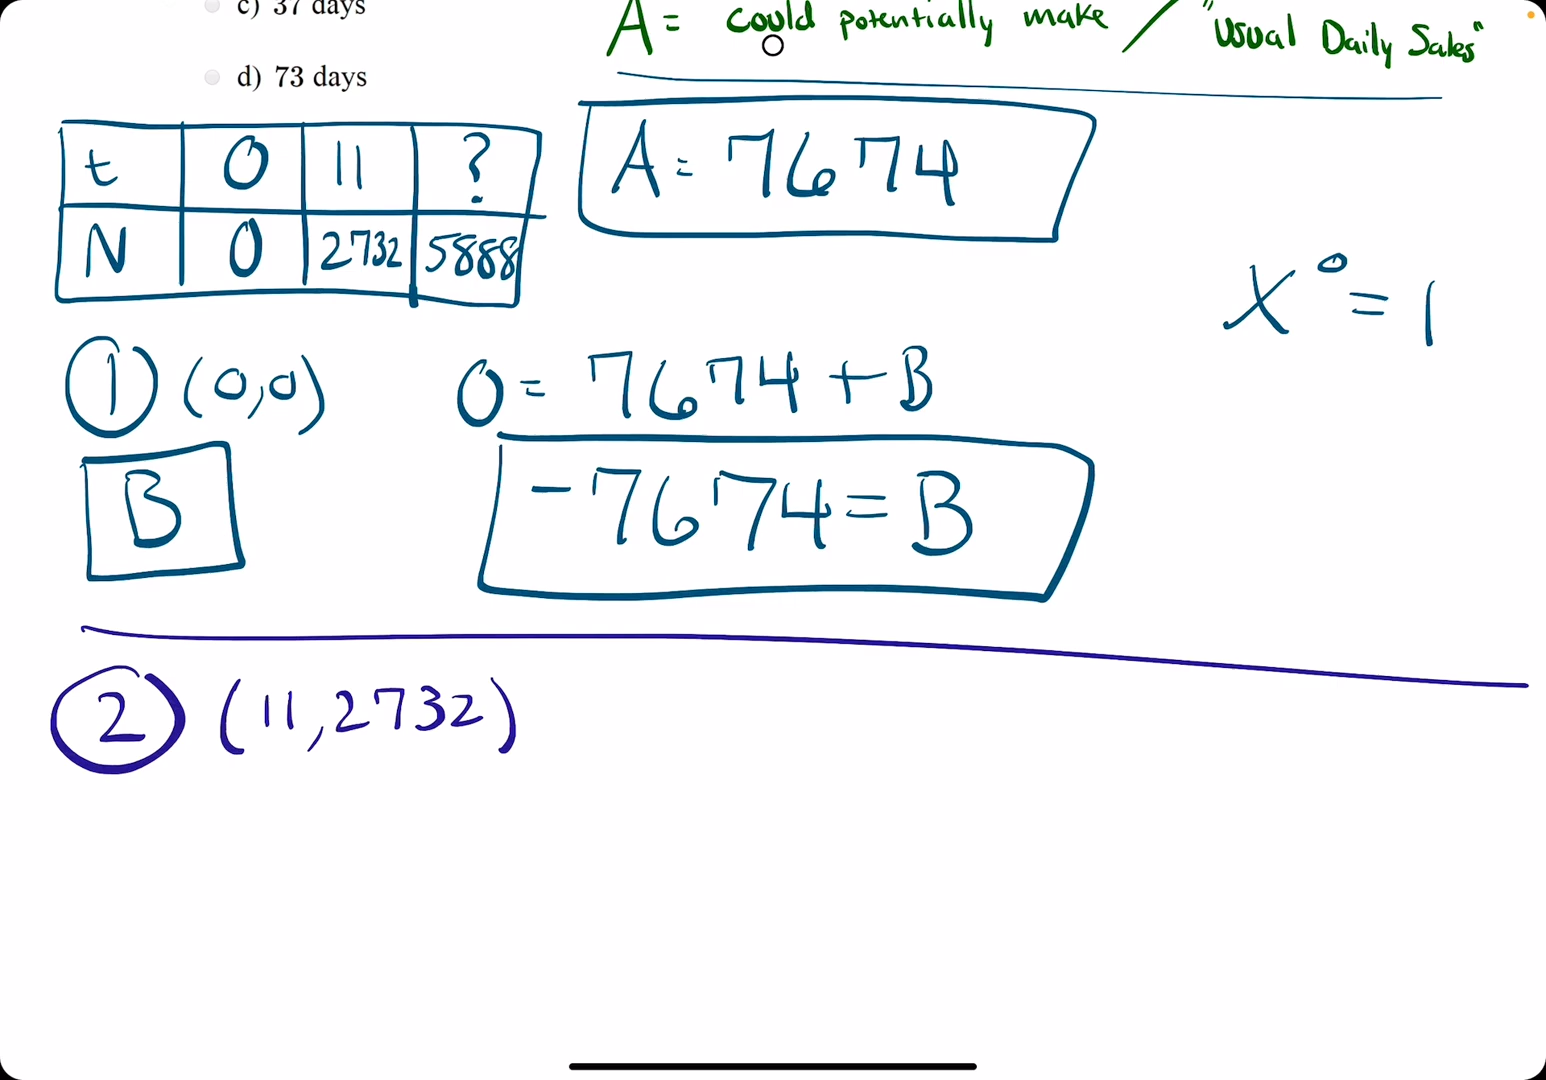 c) 37 days
d) 73 days
A = could potentially make / "Usual Daily Sales"
t 0 11 ?
N 0 2732 5888
A = 7674
x⁰ = 1
① (0,0) 0 = 7674 + B
B -7674 = B
② (11, 2732)